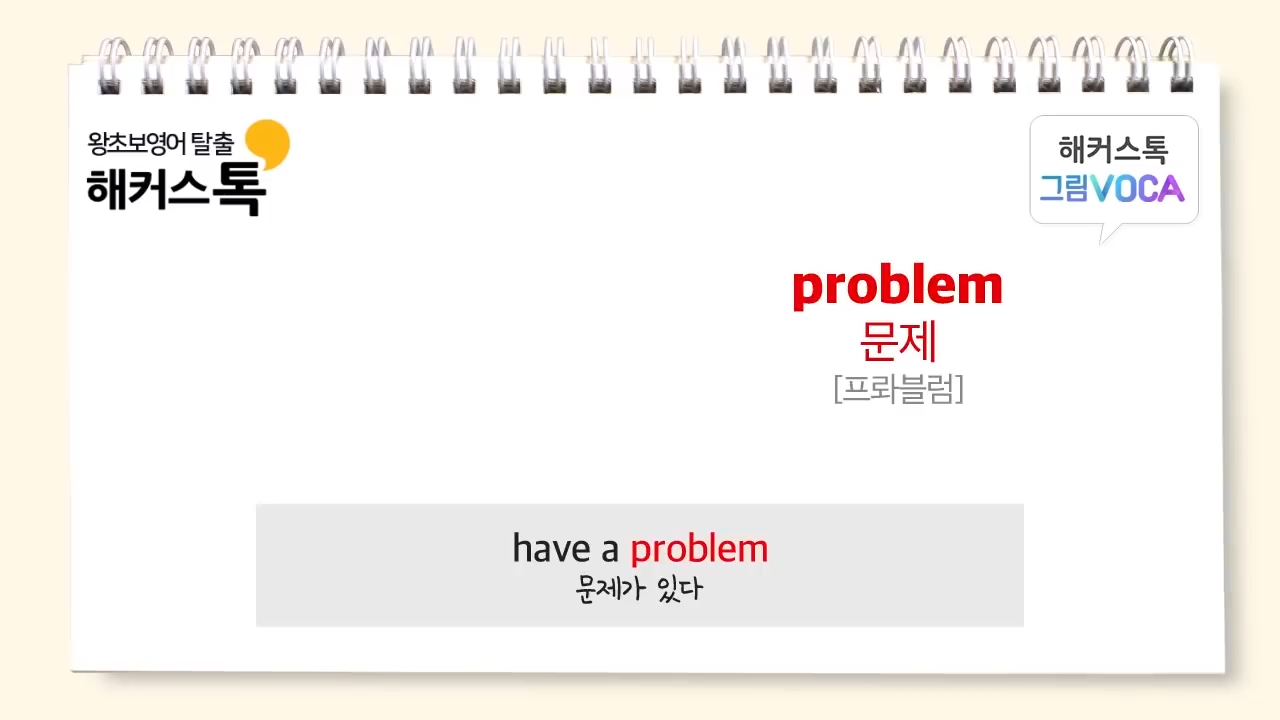 왕초보영어 탈출
해커스톡
해커스톡
그림VOCA
problem
문제
[프롸블럼]
have a problem
문제가 있다